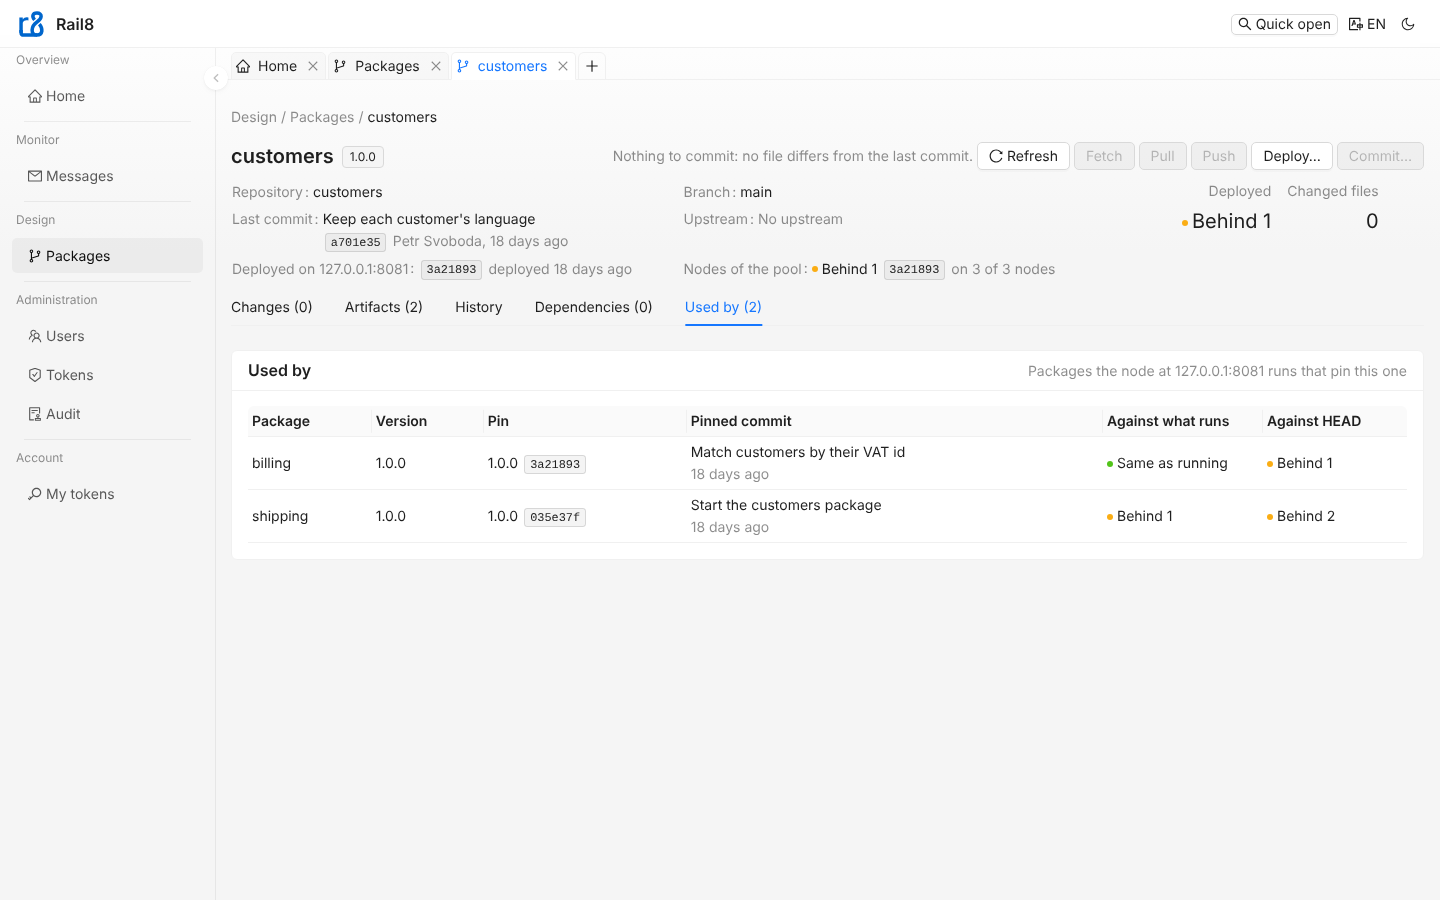 Rail8
Quick open
EN
Overview
Home
Monitor
Messages
Design
Packages
Administration
Users
Tokens
Audit
Account
My tokens
Home
Packages
customers
Design / Packages / customers
customers 1.0.0
Nothing to commit: no file differs from the last commit.
Refresh
Fetch
Pull
Push
Deploy...
Commit...
Repository: customers
Branch: main
Deployed
Behind 1
Changed files
0
Last commit: Keep each customer's language
a701e35 Petr Svoboda, 18 days ago
Upstream: No upstream
Deployed on 127.0.0.1:8081: 3a21893 deployed 18 days ago
Nodes of the pool: Behind 1 3a21893 on 3 of 3 nodes
Changes (0)
Artifacts (2)
History
Dependencies (0)
Used by (2)
Used by
Packages the node at 127.0.0.1:8081 runs that pin this one
Package Version Pin Pinned commit Against what runs Against HEAD
billing 1.0.0 1.0.0 3a21893 Match customers by their VAT id Same as running Behind 1
18 days ago
shipping 1.0.0 1.0.0 035e37f Start the customers package Behind 1 Behind 2
18 days ago